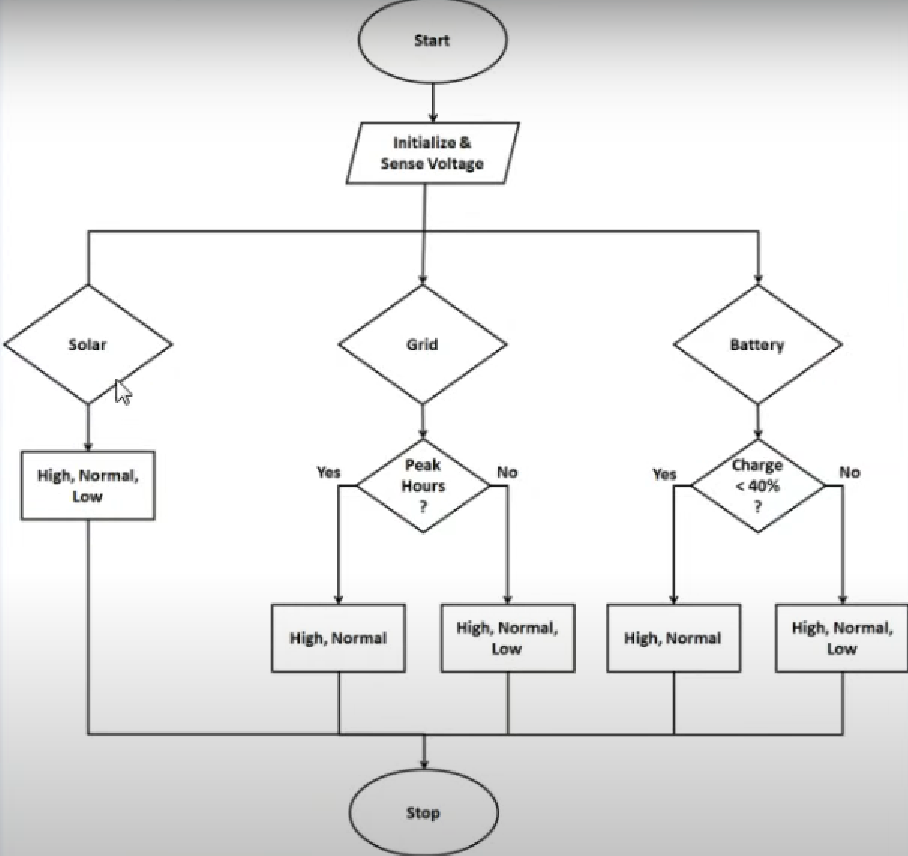 Start
Initialize &
Sense Voltage
Solar
Grid
Battery
High, Normal,
Low
Yes
Peak
Hours
?
No
Yes
Charge
< 40%
?
No
High, Normal
High, Normal,
Low
High, Normal
High, Normal,
Low
Stop